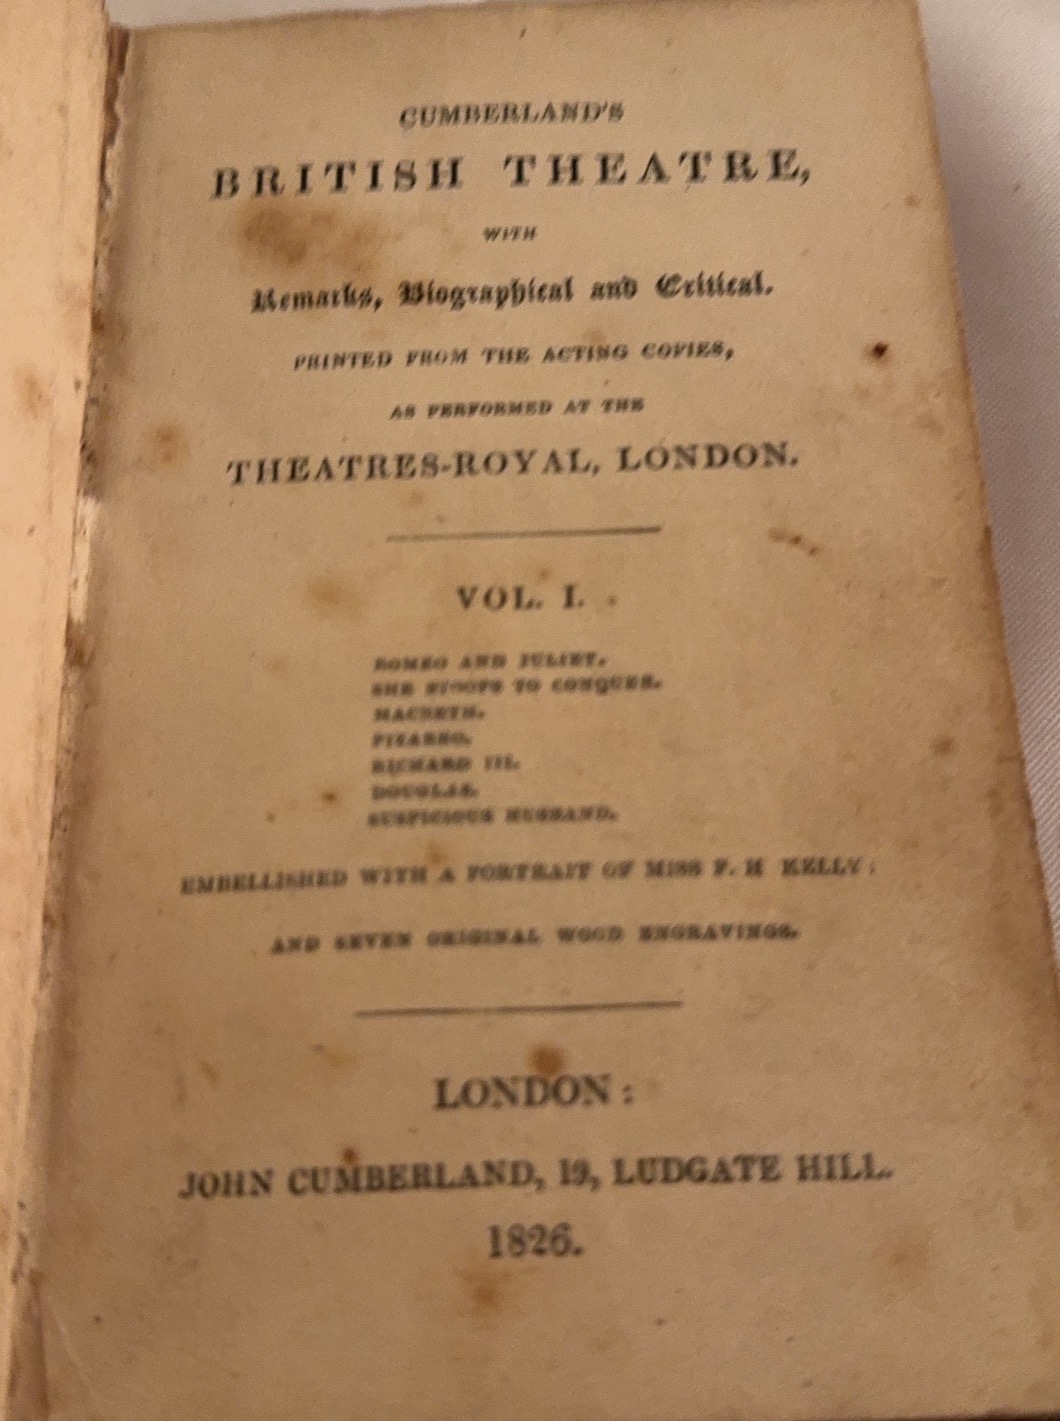 CUMBERLAND'S
BRITISH THEATRE,
WITH
Remarks, Biographical and Critical.
PRINTED FROM THE ACTING COPIES,
AS PERFORMED AT THE
THEATRES-ROYAL, LONDON.
VOL. I.
ROMEO AND JULIET.
SHE STOOPS TO CONQUER.
MACBETH.
PIZARRO.
RICHARD III.
DOUGLAS.
SUSPICIOUS HUSBAND.
EMBELLISHED WITH A PORTRAIT OF MISS F. H KELLY;
AND SEVEN ORIGINAL WOOD ENGRAVINGS.
LONDON:
JOHN CUMBERLAND, 19, LUDGATE HILL.
1826.